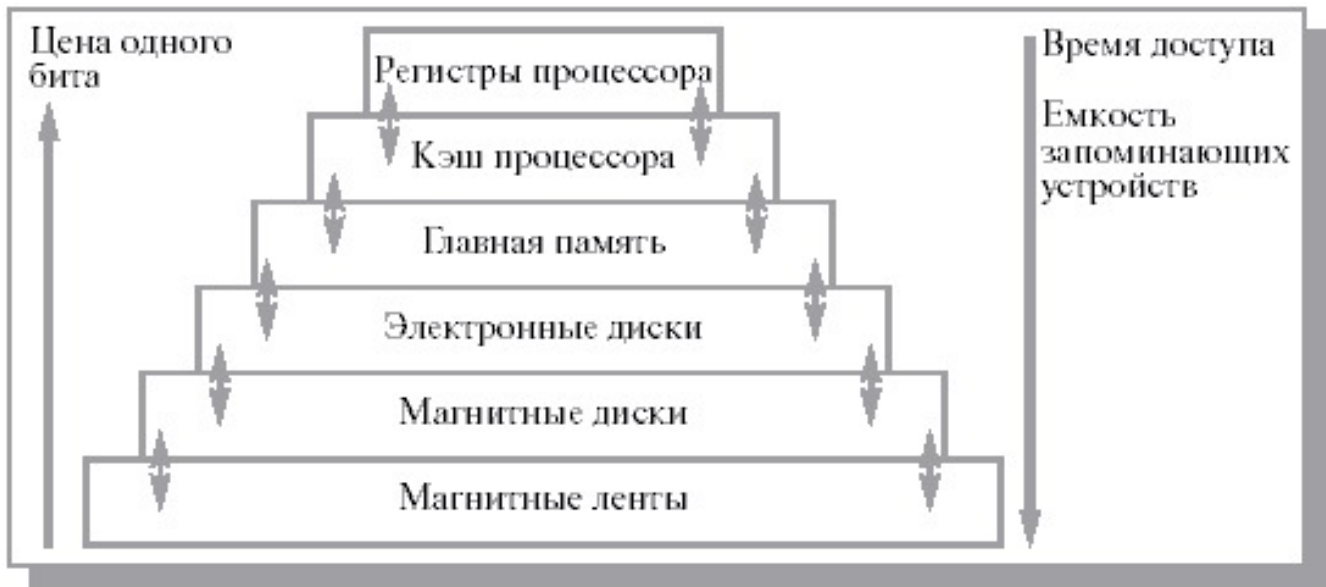 Цена одного
бита
Регистры процессора
Кэш процессора
Главная память
Электронные диски
Магнитные диски
Магнитные ленты
Время доступа
Емкость
запоминающих
устройств